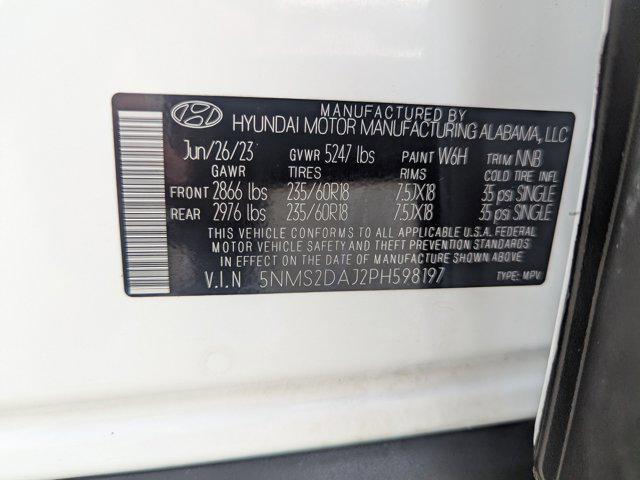 MANUFACTURED BY
HYUNDAI MOTOR MANUFACTURING ALABAMA, LLC
Jun/26/23 GVWR 5247 lbs PAINT W6H TRIM NNB
GAWR TIRES RIMS COLD TIRE INFL
FRONT 2866 lbs 235/60R18 7.5JX18 35 psi SINGLE
REAR 2976 lbs 235/60R18 7.5JX18 35 psi SINGLE
THIS VEHICLE CONFORMS TO ALL APPLICABLE U.S.A. FEDERAL
MOTOR VEHICLE SAFETY AND THEFT PREVENTION STANDARDS
IN EFFECT ON THE DATE OF MANUFACTURE SHOWN ABOVE.
V.I.N 5NMS2DAJ2PH598197 TYPE: MPV